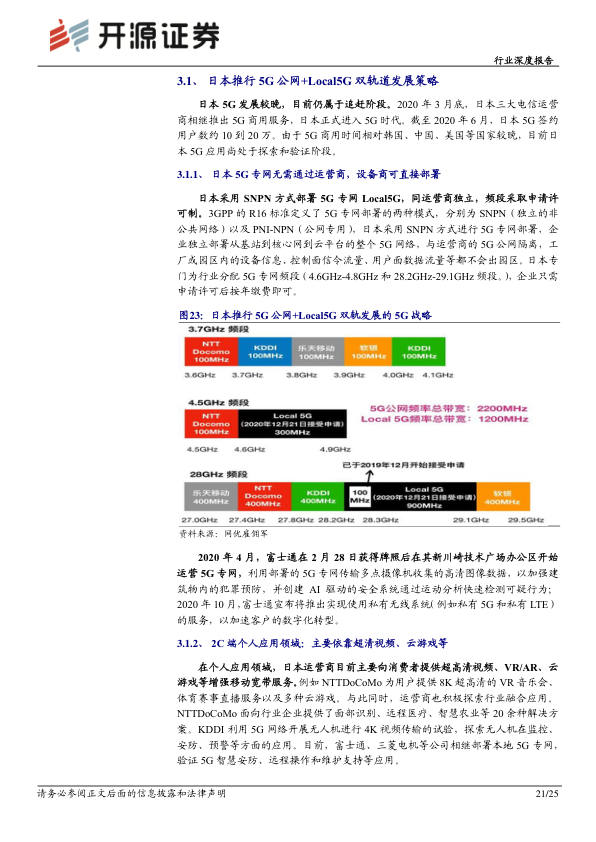 开源证券
行业深度报告
3.1、 日本推行 5G 公网+Local5G 双轨道发展策略
日本 5G 发展较晚，目前仍属于追赶阶段。2020 年 3 月底，日本三大电信运营
商相继推出 5G 商用服务，日本正式进入 5G 时代。截至 2020 年 6 月，日本 5G 签约
用户数约 10 到 20 万。由于 5G 商用时间相对韩国、中国、美国等国家较晚，目前日
本 5G 应用尚处于探索和验证阶段。
3.1.1、 日本 5G 专网无需通过运营商，设备商可直接部署
日本采用 SNPN 方式部署 5G 专网 Local5G，同运营商独立，频段采取申请许
可制。3GPP 的 R16 标准定义了 5G 专网部署的两种模式，分别为 SNPN（独立的非
公共网络）以及 PNI-NPN（公网专用），日本采用 SNPN 方式进行 5G 专网部署，企
业独立部署从基站到核心网到云平台的整个 5G 网络，与运营商的 5G 公网隔离，工
厂或园区内的设备信息、控制面信令流量、用户面数据流量等都不会出园区。日本专
门为行业分配 5G 专网频段（4.6GHz-4.8GHz 和 28.2GHz-29.1GHz 频段。），企业只需
申请许可后按年缴费即可。
图23：日本推行 5G 公网+Local5G 双轨发展的 5G 战略
3.7GHz 频段
NTT Docomo 100MHz KDDI 100MHz 乐天移动 100MHz 软银 100MHz KDDI 100MHz
3.6GHz 3.7GHz 3.8GHz 3.9GHz 4.0GHz 4.1GHz
4.5GHz 频段
NTT Docomo 100MHz Local 5G (2020年12月21日接受申请) 300MHz
5G公网频率总带宽：2200MHz
Local 5G频率总带宽：1200MHz
4.5GHz 4.6GHz 4.9GHz
已于2019年12月开始接受申请
28GHz 频段
乐天移动 400MHz NTT Docomo 400MHz KDDI 400MHz 100 MHz Local 5G (2020年12月21日接受申请) 900MHz 软银 400MHz
27.0GHz 27.4GHz 27.8GHz 28.2GHz 28.3GHz 29.1GHz 29.5GHz
资料来源：网优雇佣军
2020 年 4 月，富士通在 2 月 28 日获得牌照后在其新川崎技术广场办公区开始
运营 5G 专网，利用部署的 5G 专网传输多点摄像机收集的高清图像数据，以加强建
筑物内的犯罪预防，并创建 AI 驱动的安全系统通过运动分析快速检测可疑行为；
2020 年 10 月，富士通宣布将推出实现使用私有无线系统（例如私有 5G 和私有 LTE）
的服务，以加速客户的数字化转型。
3.1.2、 2C 端个人应用领域：主要依靠超清视频、云游戏等
在个人应用领域，日本运营商目前主要向消费者提供超高清视频、VR/AR、云
游戏等增强移动宽带服务。例如 NTTDoCoMo 为用户提供 8K 超高清的 VR 音乐会、
体育赛事直播服务以及多种云游戏。与此同时，运营商也积极探索行业融合应用。
NTTDoCoMo 面向行业企业提供了面部识别、远程医疗、智慧农业等 20 余种解决方
案。KDDI 利用 5G 网络开展无人机进行 4K 视频传输的试验，探索无人机在监控、
安防、预警等方面的应用。目前，富士通、三菱电机等公司相继部署本地 5G 专网，
验证 5G 智慧安防、远程操作和维护支持等应用。
请务必参阅正文后面的信息披露和法律声明
21/25